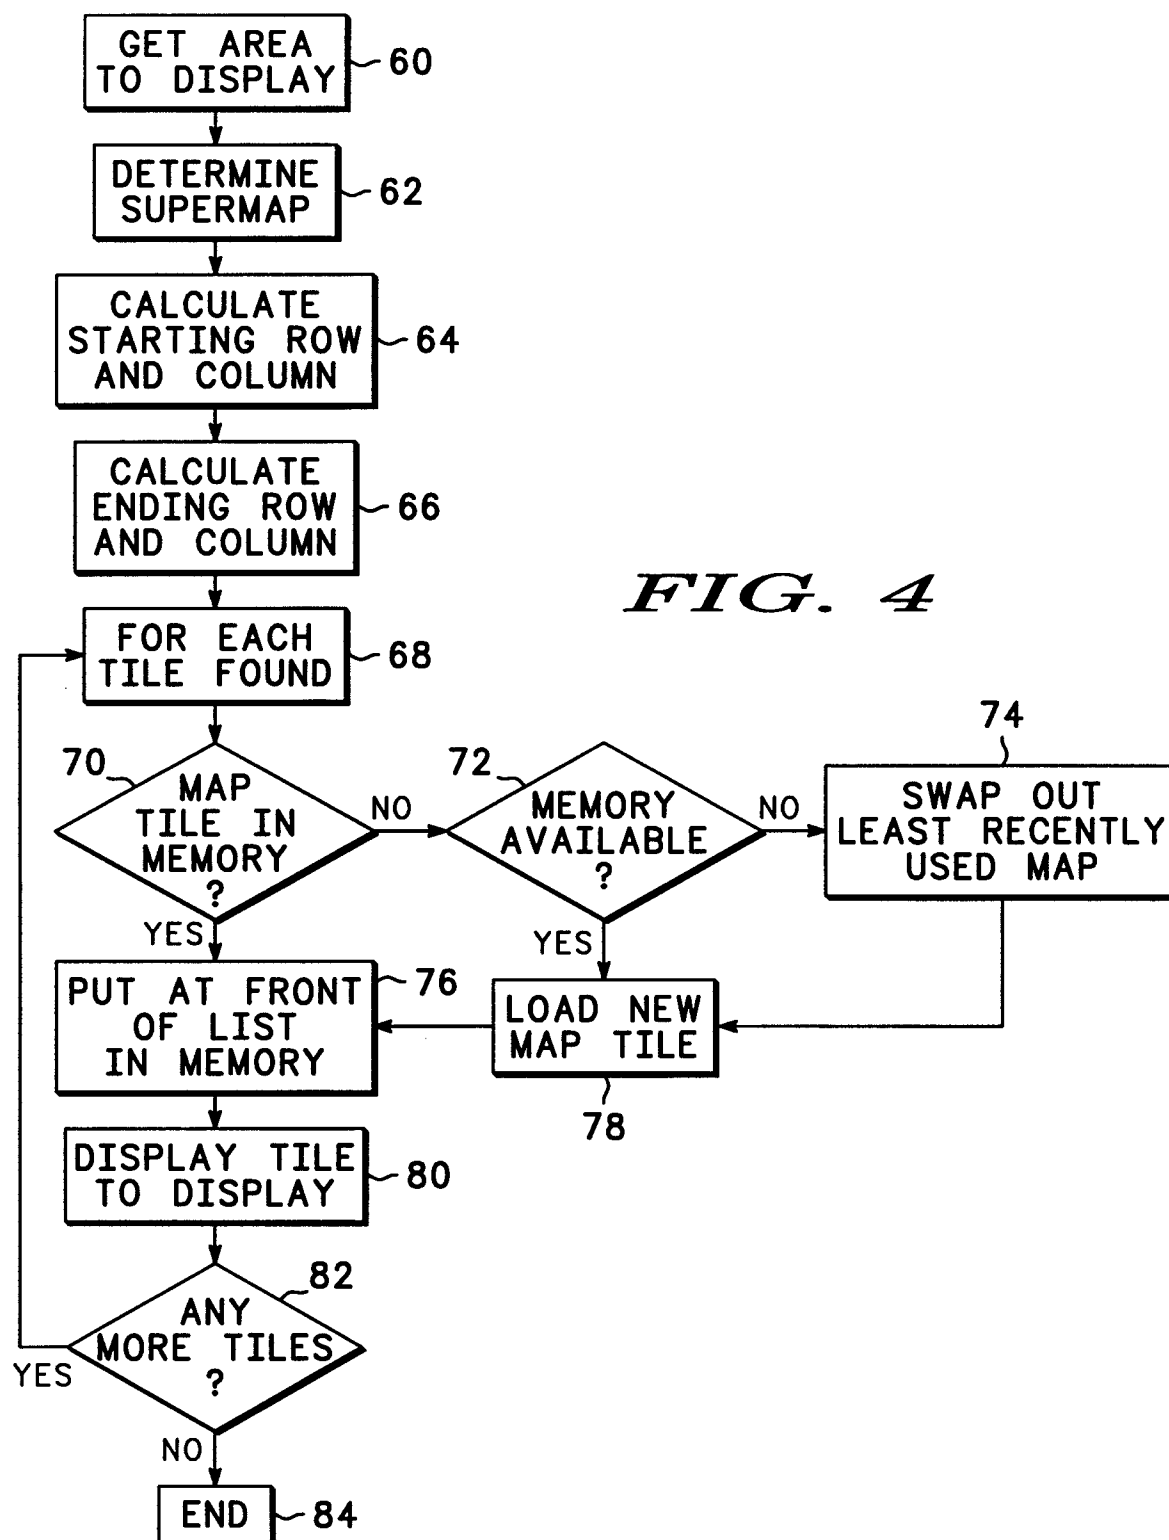 GET AREA
TO DISPLAY
60
DETERMINE
SUPERMAP
62
CALCULATE
STARTING ROW
AND COLUMN
64
CALCULATE
ENDING ROW
AND COLUMN
66
FIG. 4
FOR EACH
TILE FOUND
68
70
MAP
TILE IN
MEMORY
?
NO
YES
72
MEMORY
AVAILABLE
?
NO
YES
74
SWAP OUT
LEAST RECENTLY
USED MAP
PUT AT FRONT
OF LIST
IN MEMORY
76
LOAD NEW
MAP TILE
78
DISPLAY TILE
TO DISPLAY
80
82
ANY
MORE TILES
?
YES
NO
END
84